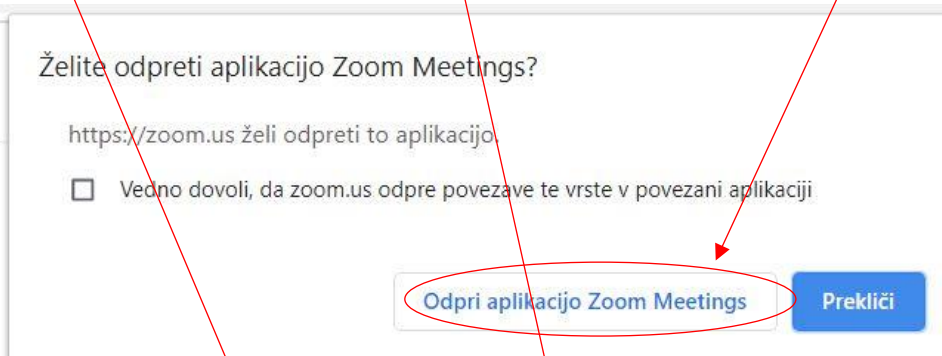 Želite odpreti aplikacijo Zoom Meetings?
https://zoom.us želi odpreti to aplikacijo.
Vedno dovoli, da zoom.us odpre povezave te vrste v povezani aplikaciji
Odpri aplikacijo Zoom Meetings
Prekliči